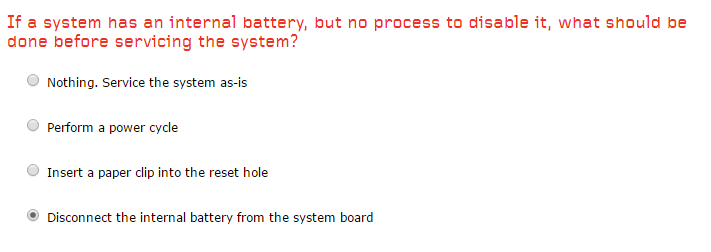 If a system has an internal battery, but no process to disable it, what should be
done before servicing the system?
Nothing. Service the system as-is
Perform a power cycle
Insert a paper clip into the reset hole
Disconnect the internal battery from the system board